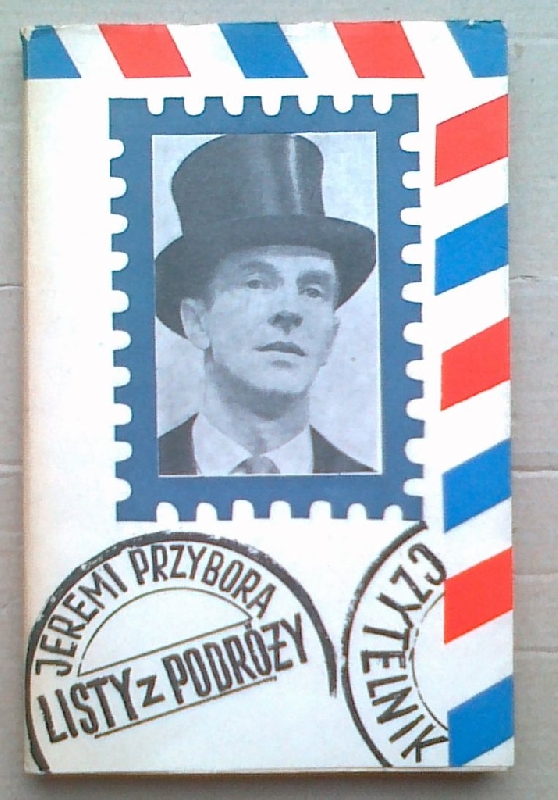 JEREMI PRZYBORA
LISTY z PODRÓŻY
CZYTELNIK